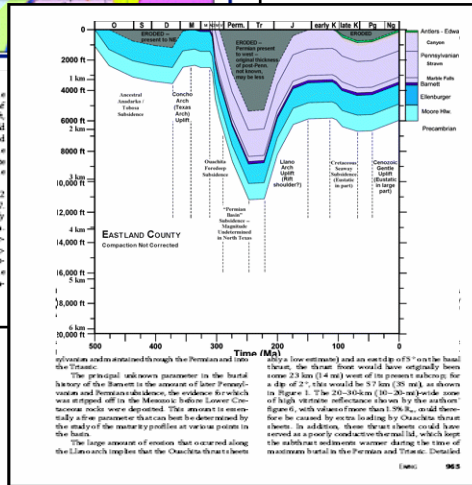 O S D M Perm. Tr J early K late K Pg Ng
0
2000 ft
1 km
4000 ft
6000 ft
2 km
8000 ft
3 km
10,000 ft
12,000 ft
4 km
14,000 ft
16,000 ft
5 km
18,000 ft
6 km
20,000 ft
500 400 300 200 100 0
Time (Ma)
ERODED –
present to NE
ERODED –
Permian
present
to west -
original thickness
of post-Penn.
not known,
may be less
ERODED
Antlers - Edwa
Canyon
Pennsylvanian
Strawn
Marble Falls
Barnett
Ellenburger
Moore Hlw.
Precambrian
Ancestral
Anadarko /
Tobosa
Subsidence
Concho
Arch
(Texas
Arch)
Uplift
Ouachita
Foredeep
Subsidence
"Permian
Basin"
Subsidence --
Magnitude
Undetermined
in North Texas
Llano
Arch
Uplift
(Rift
shoulder?)
Cretaceous
Seaway
Subsidence
(Eustatic
in part)
Cenozoic
Gentle
Uplift
(Eustatic
in large
part)
EASTLAND COUNTY
Compaction Not Corrected
sylvanian and maintained through the Permian and into
the Triassic.
The principal unknown parameter in the burial
history of the Barnett is the amount of later Pennsyl-
vanian and Permian subsidence, the evidence for which
was stripped off in the Mesozoic before Lower Cre-
taceous rocks were deposited. This amount is essen-
tially a free parameter that can best be determined by
the study of the maturity profiles at various points in
the basin.
The large amount of erosion that occurred along
the Llano arch implies that the Ouachita thrust sheets
ably a low estimate) and an east dip of 5° on the basal
thrust, the thrust front would have originally been
some 23 km (14 mi) west of its present subcrop; for
a dip of 2°, this would be 57 km (35 mi), as shown
in Figure 1. The 20–30-km (10–20-mi)-wide zone
of high vitrinite reflectance shown by the authors'
figure 6, with values of more than 1.5% Ro, could there-
fore be caused by extra loading by Ouachita thrust
sheets. In addition, these thrust sheets could have
served as a poorly conductive thermal lid, which kept
the subthrust sediments warmer during the time of
maximum burial in the Permian and Triassic. Detailed
EWING 965